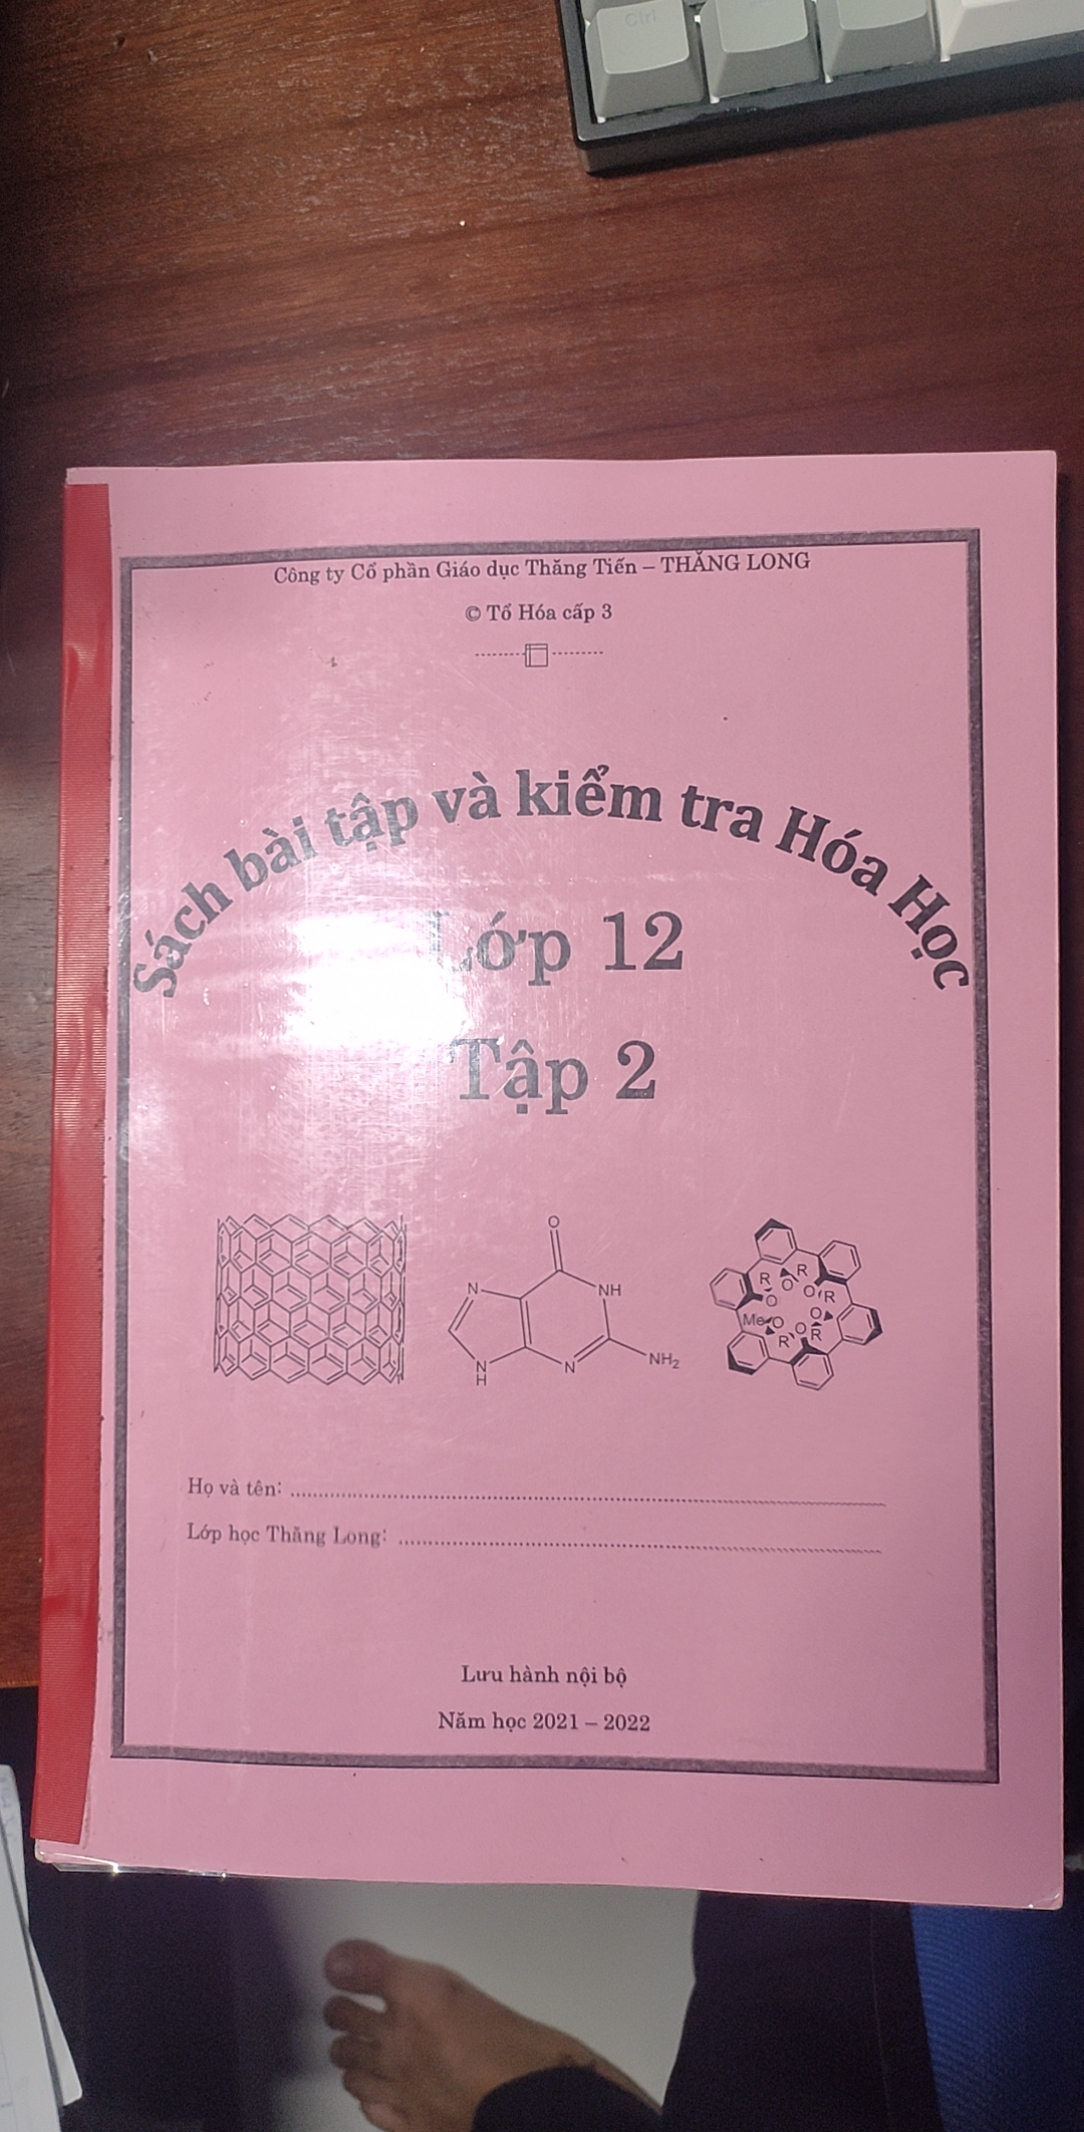 Ctrl
Công ty Cổ phần Giáo dục Thăng Tiến – THĂNG LONG
© Tổ Hóa cấp 3
Sách bài tập và kiểm tra Hóa Học
Lớp 12
Tập 2
O
N
NH
N
H
N
NH2
R
R
O
O
R
O
Me
O
O
O
R
R
Họ và tên:
Lớp học Thăng Long:
Lưu hành nội bộ
Năm học 2021 – 2022